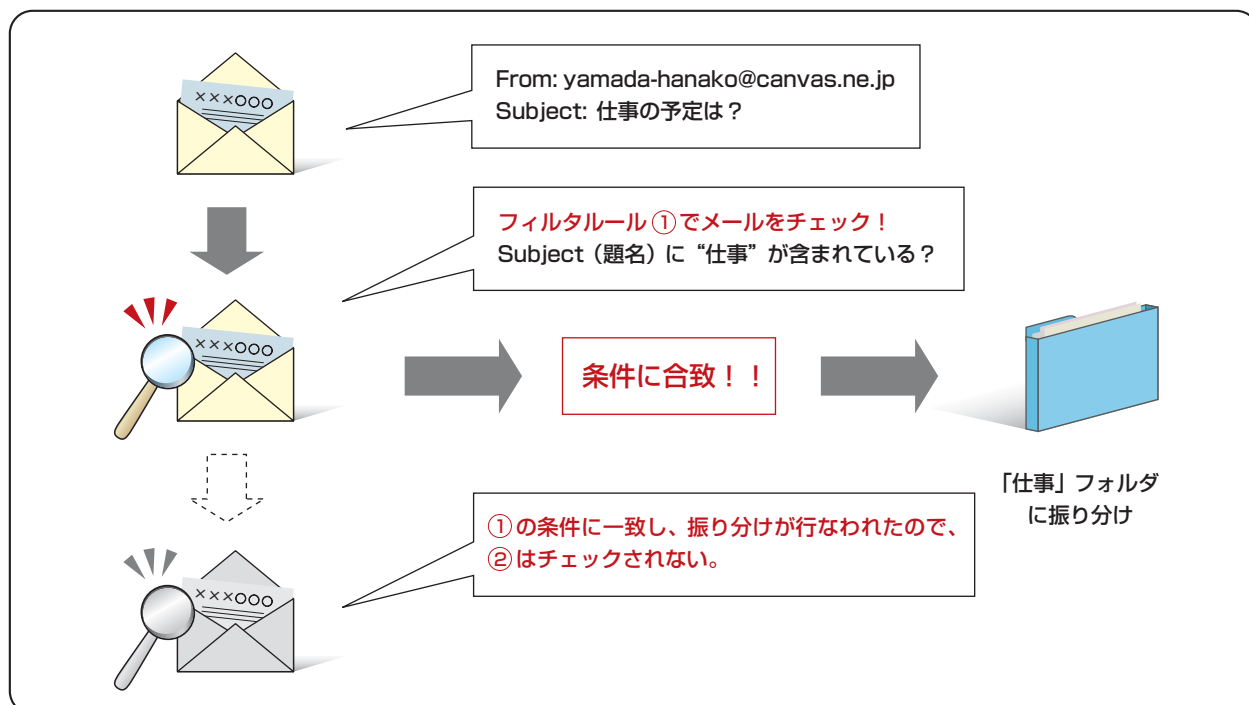 ×××○○○
From: yamada-hanako@canvas.ne.jp
Subject: 仕事の予定は？
フィルタルール①でメールをチェック！
Subject（題名）に“仕事”が含まれている？
×××○○○
条件に合致！！
「仕事」フォルダ
に振り分け
①の条件に一致し、振り分けが行なわれたので、
②はチェックされない。
×××○○○